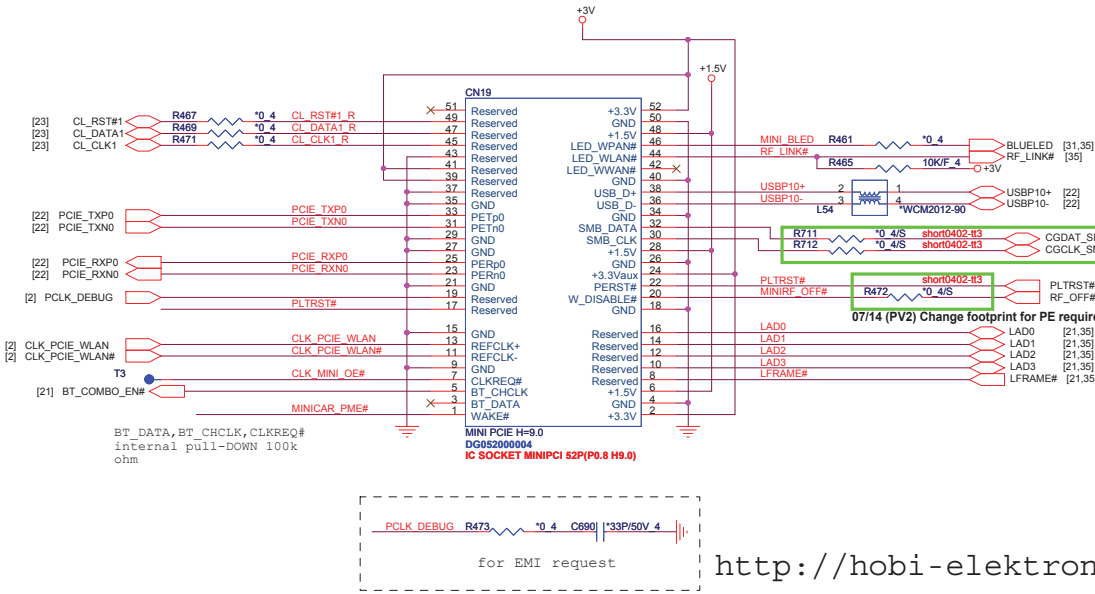 +3V
+1.5V
CN19
[23] CL_RST#1 R467 *0_4 CL_RST#1_R
[23] CL_DATA1 R469 *0_4 CL_DATA1_R
[23] CL_CLK1 R471 *0_4 CL_CLK1_R
51 Reserved +3.3V 52
49 Reserved GND 50
47 Reserved +1.5V 48
45 Reserved LED_WPAN# 46 MINI_BLED R461 *0_4 BLUELED [31,35]
43 Reserved LED_WLAN# 44 RF_LINK# RF_LINK# [35]
41 Reserved LED_WWAN# 42 R465 10K/F_4 +3V
39 Reserved GND 40
37 Reserved USB_D+ 38 USBP10+ 2 1 USBP10+ [22]
35 GND USB_D- 36 USBP10- 3 4 USBP10- [22]
L54 *WCM2012-90
[22] PCIE_TXP0 PCIE_TXP0 33 PETp0 GND 34
[22] PCIE_TXN0 PCIE_TXN0 31 PETn0 SMB_DATA 32 R711 *0_4/S short0402-tt3 CGDAT_S
29 GND SMB_CLK 30 R712 *0_4/S short0402-tt3 CGCLK_S
27 GND +1.5V 28
[22] PCIE_RXP0 PCIE_RXP0 25 PERp0 GND 26
[22] PCIE_RXN0 PCIE_RXN0 23 PERn0 +3.3Vaux 24
21 GND PERST# 22 PLTRST# short0402-tt3 PLTRST#
[2] PCLK_DEBUG 19 Reserved W_DISABLE# 20 MINIRF_OFF# R472 *0_4/S RF_OFF#
PLTRST# 17 Reserved GND 18
07/14 (PV2) Change footprint for PE require
15 GND Reserved 16 LAD0 LAD0 [21,35]
[2] CLK_PCIE_WLAN CLK_PCIE_WLAN 13 REFCLK+ Reserved 14 LAD1 LAD1 [21,35]
[2] CLK_PCIE_WLAN# CLK_PCIE_WLAN# 11 REFCLK- Reserved 12 LAD2 LAD2 [21,35]
9 GND Reserved 10 LAD3 LAD3 [21,35]
T3 CLK_MINI_OE# 7 CLKREQ# Reserved 8 LFRAME# LFRAME# [21,35
[21] BT_COMBO_EN# 5 BT_CHCLK +1.5V 6
3 BT_DATA GND 4
MINICAR_PME# 1 WAKE# +3.3V 2
BT_DATA,BT_CHCLK,CLKREQ#
internal pull-DOWN 100k
ohm
MINI PCIE H=9.0
DG052000004
IC SOCKET MINIPCI 52P(P0.8 H9.0)
PCLK_DEBUG R473 *0_4 C690 *33P/50V_4
for EMI request
http://hobi-elektron